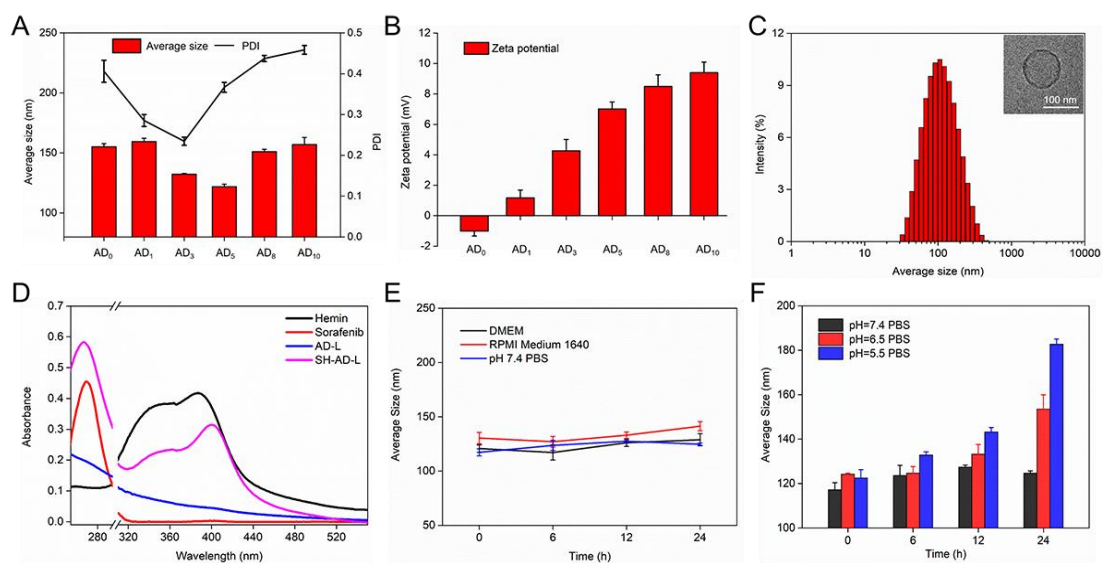 A
Average size
PDI
250
200
150
100
Average size (nm)
0.5
0.4
0.3
0.2
0.1
0.0
PDI
AD₀ AD₁ AD₃ AD₅ AD₈ AD₁₀
B
Zeta potential
12
10
8
6
4
2
0
-2
Zeta potential (mV)
AD₀ AD₁ AD₃ AD₅ AD₈ AD₁₀
C
100 nm
12
9
6
3
0
Intensity (%)
1 10 100 1000 10000
Average size (nm)
D
Hemin
Sorafenib
AD-L
SH-AD-L
0.7
0.6
0.5
0.4
0.3
0.2
0.1
0.0
Absorbance
280 320 360 400 440 480 520
Wavelength (nm)
E
DMEM
RPMI Medium 1640
pH 7.4 PBS
250
200
150
100
50
Average Size (nm)
0 6 12 24
Time (h)
F
pH=7.4 PBS
pH=6.5 PBS
pH=5.5 PBS
200
180
160
140
120
100
Average Size (nm)
0 6 12 24
Time (h)